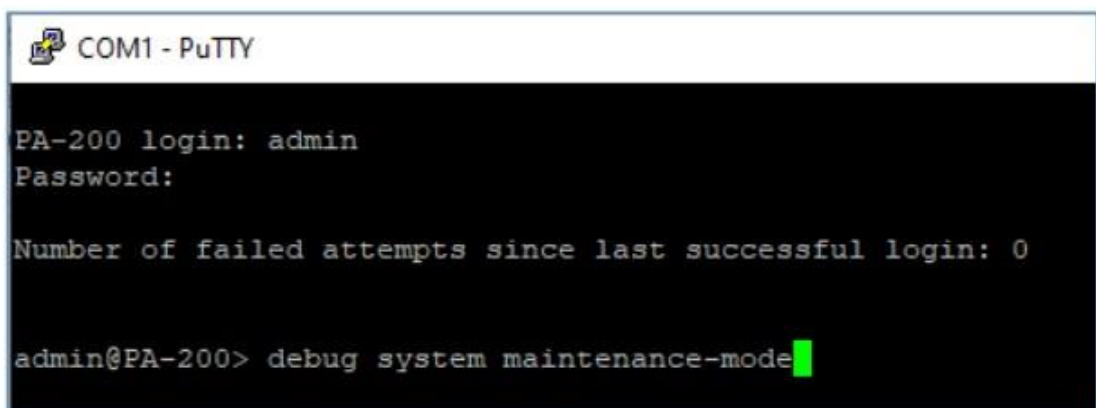 COM1 - PuTTY
PA-200 login: admin
Password:
Number of failed attempts since last successful login: 0
admin@PA-200> debug system maintenance-mode